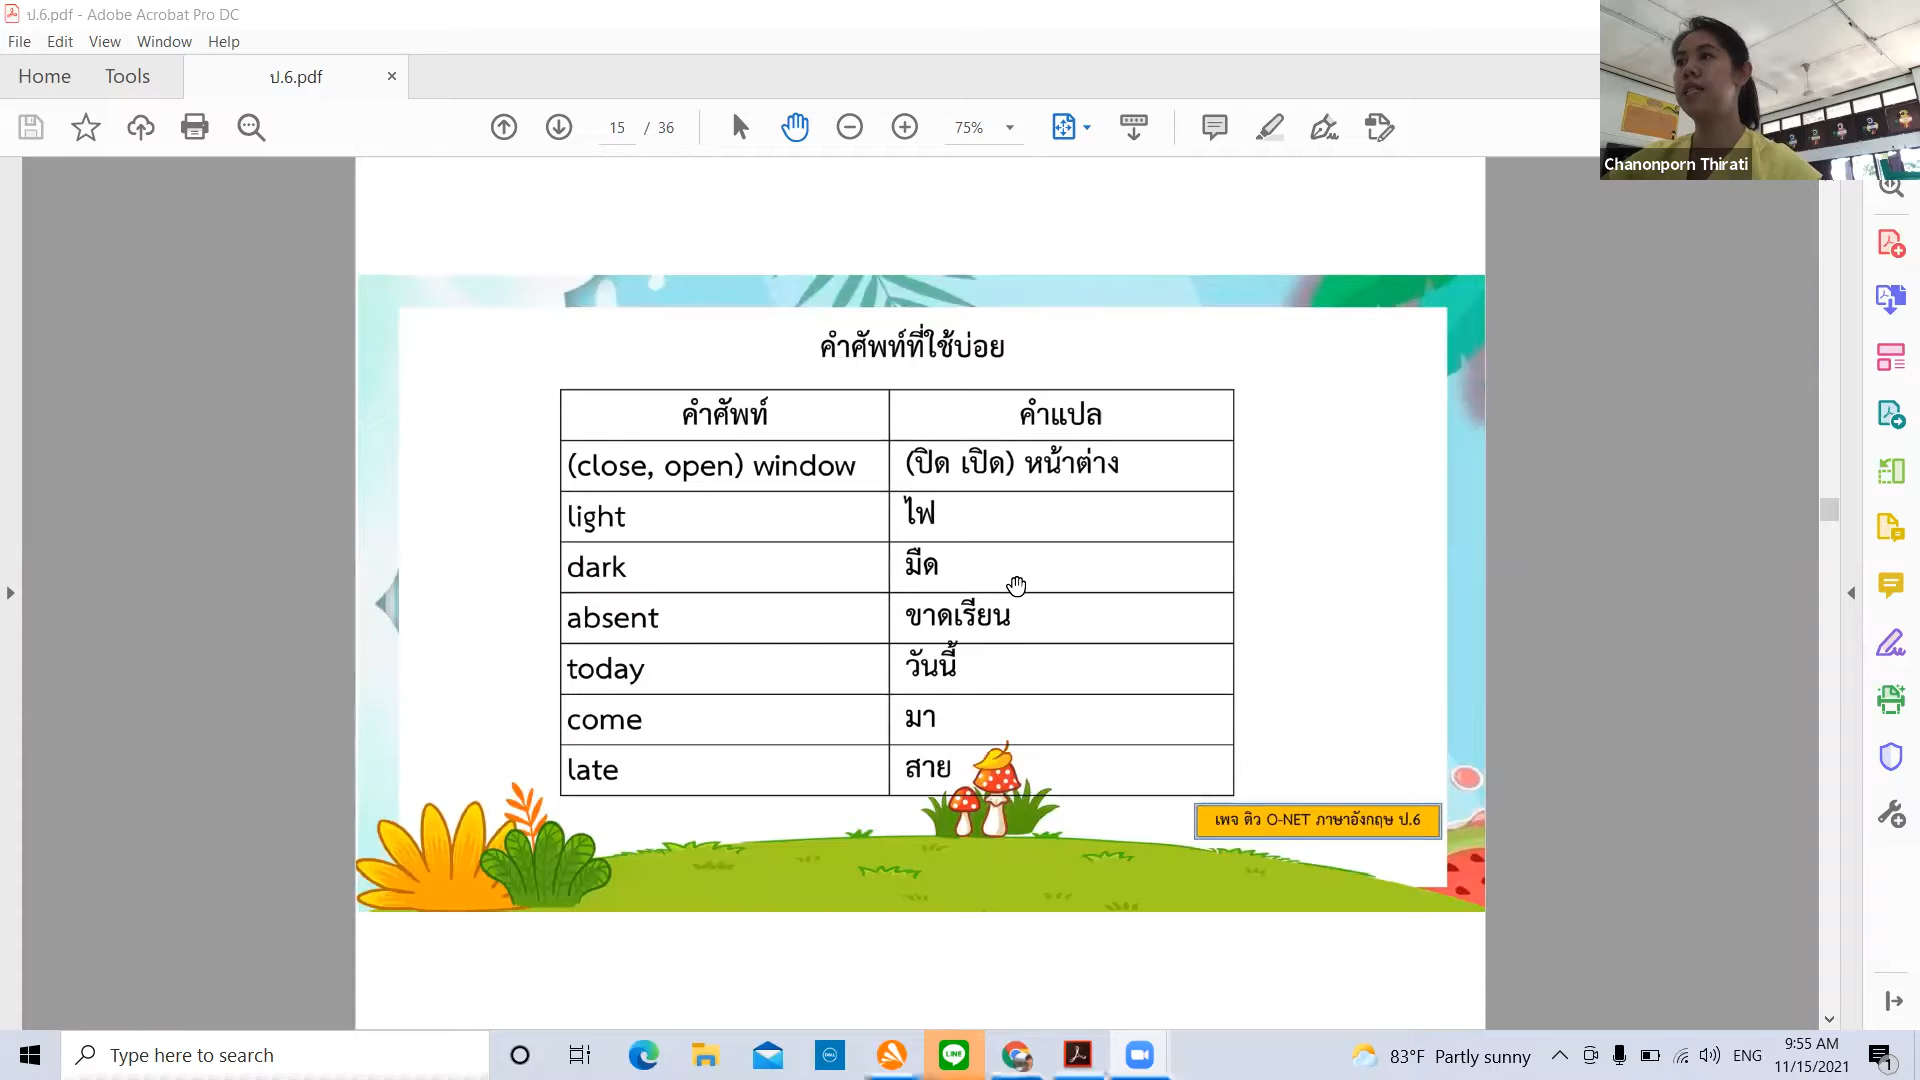 ป.6.pdf - Adobe Acrobat Pro DC
File Edit View Window Help
Home Tools ป.6.pdf
15 / 36 75%
Chanonporn Thirati
คำศัพท์ที่ใช้บ่อย
คำศัพท์ คำแปล
(close, open) window (ปิด เปิด) หน้าต่าง
light ไฟ
dark มืด
absent ขาดเรียน
today วันนี้
come มา
late สาย
เพจ ติว O-NET ภาษาอังกฤษ ป.6
Type here to search
LINE
83°F Partly sunny
ENG
9:55 AM
11/15/2021
1